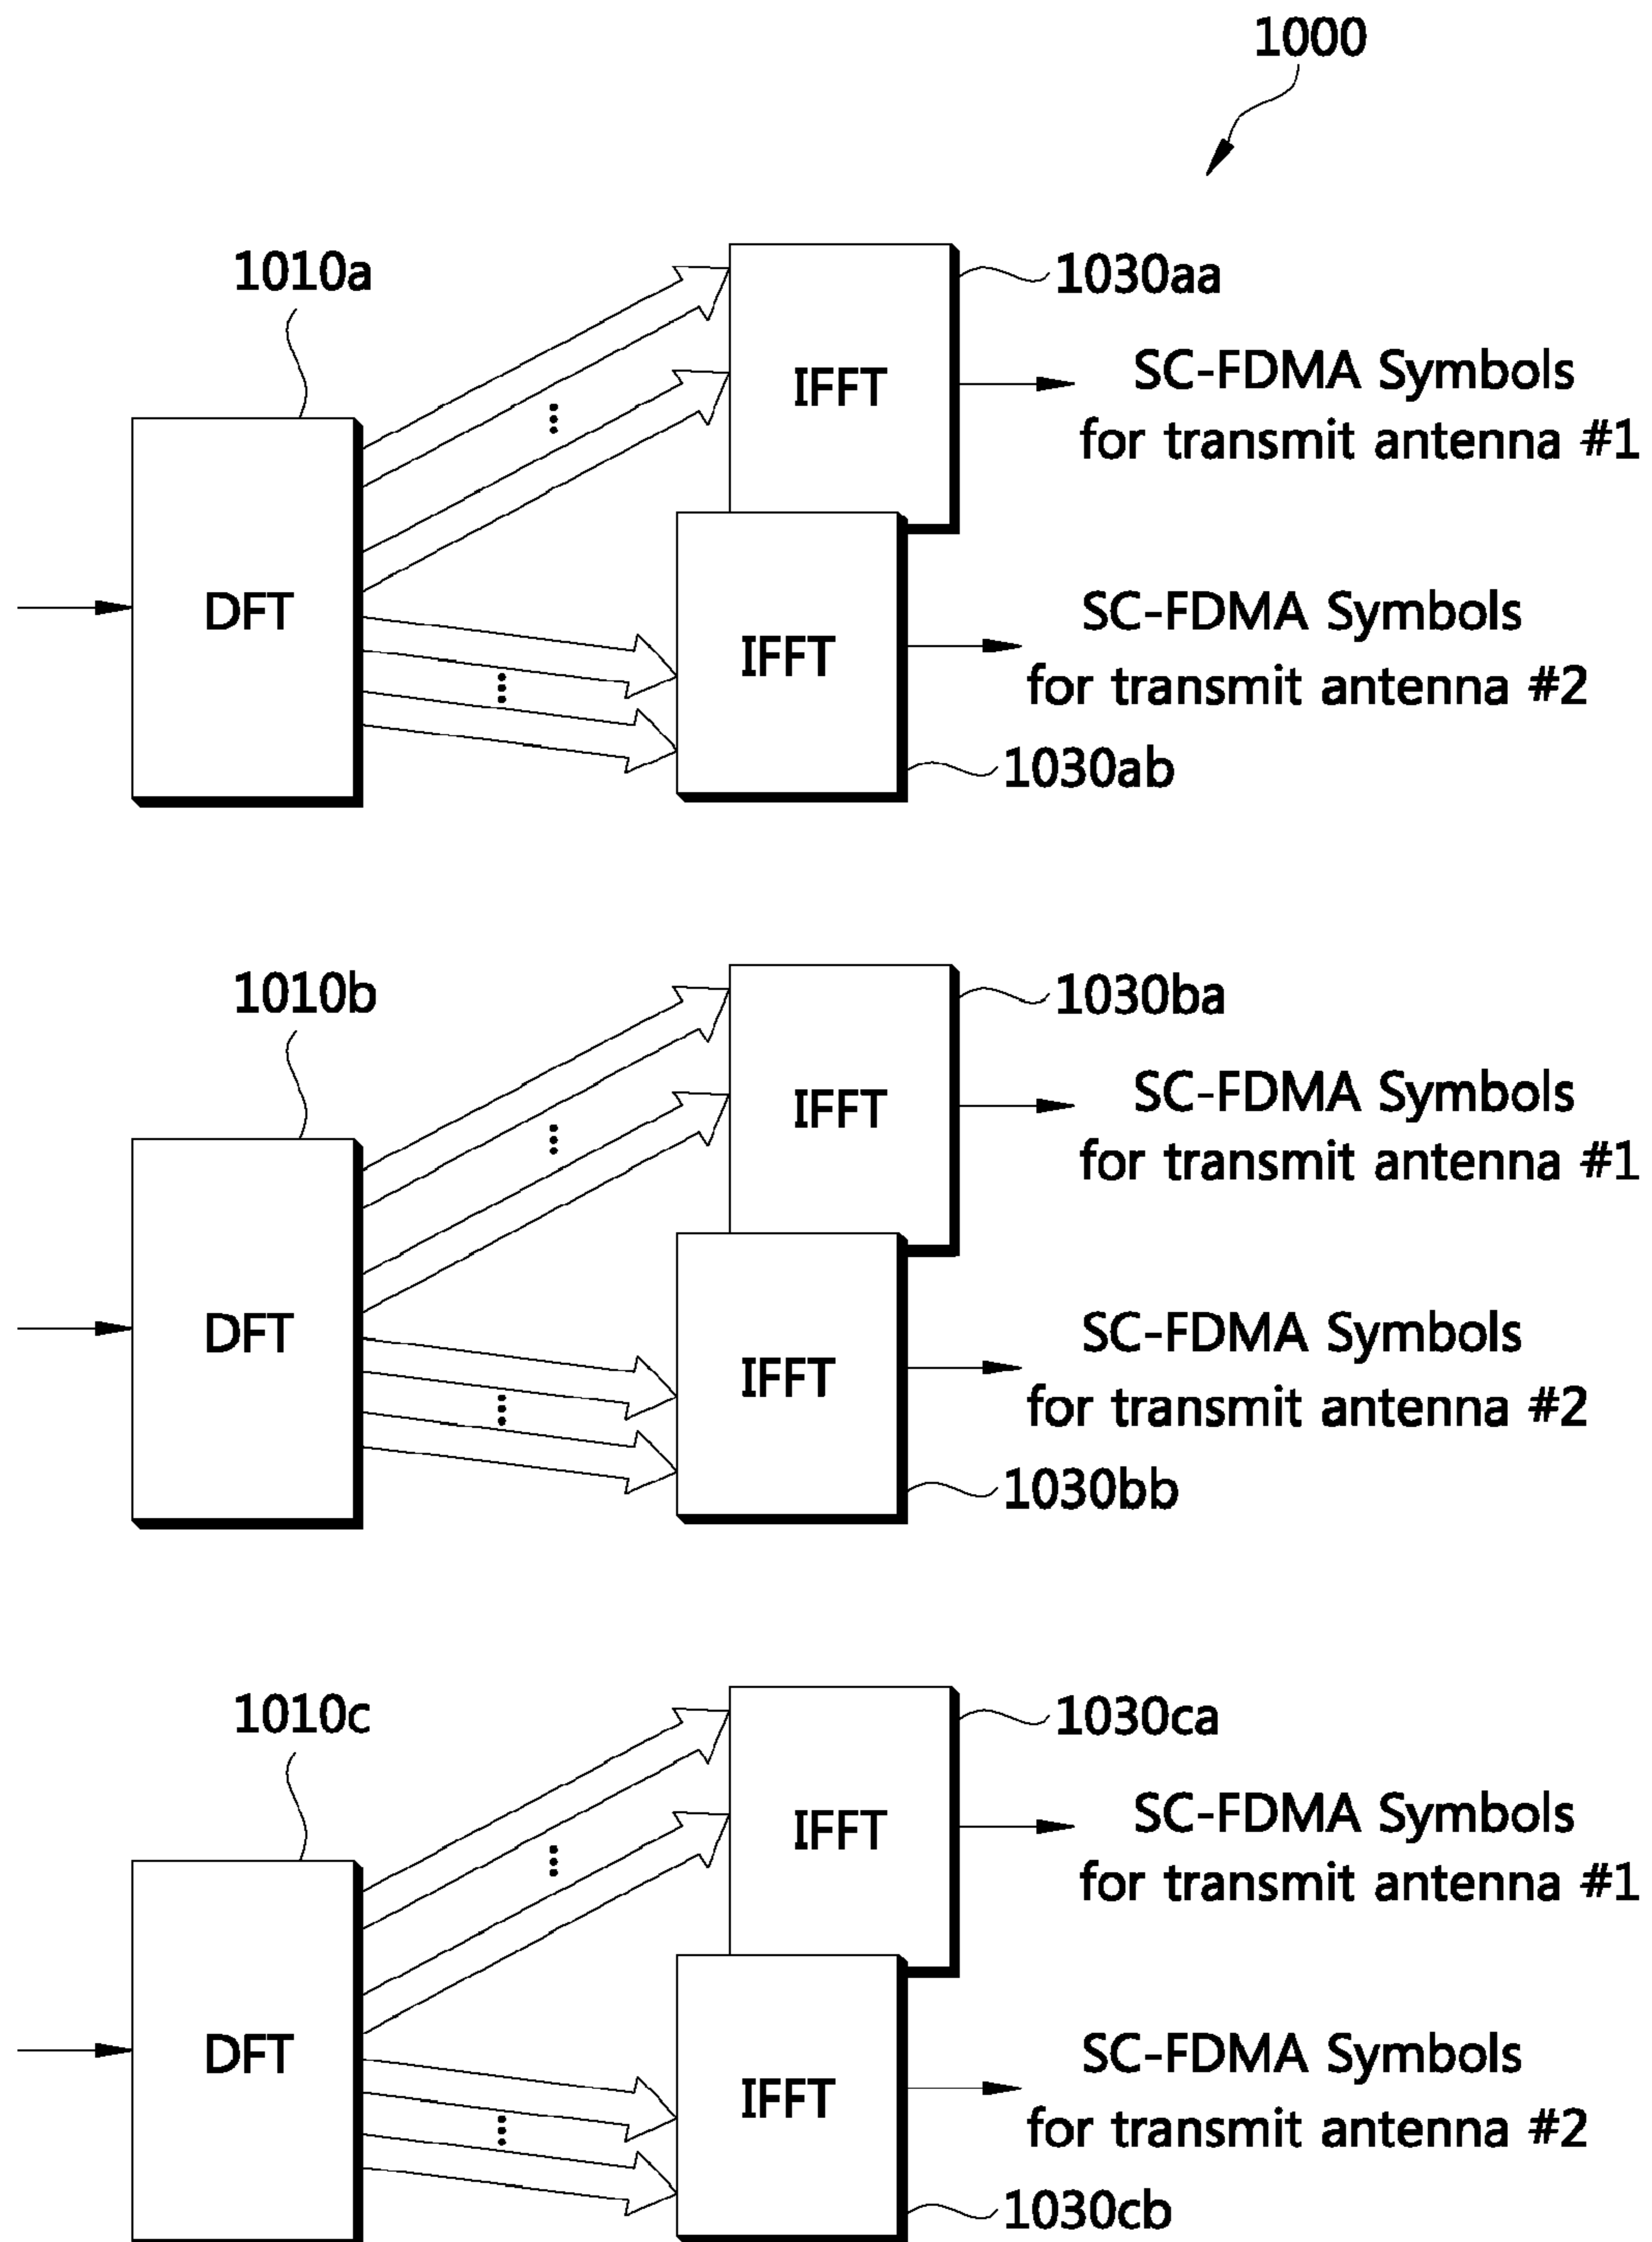 1000
1010a
1030aa
IFFT
SC-FDMA Symbols
for transmit antenna #1
DFT
IFFT
SC-FDMA Symbols
for transmit antenna #2
1030ab
1010b
1030ba
IFFT
SC-FDMA Symbols
for transmit antenna #1
DFT
IFFT
SC-FDMA Symbols
for transmit antenna #2
1030bb
1010c
1030ca
IFFT
SC-FDMA Symbols
for transmit antenna #1
DFT
IFFT
SC-FDMA Symbols
for transmit antenna #2
1030cb